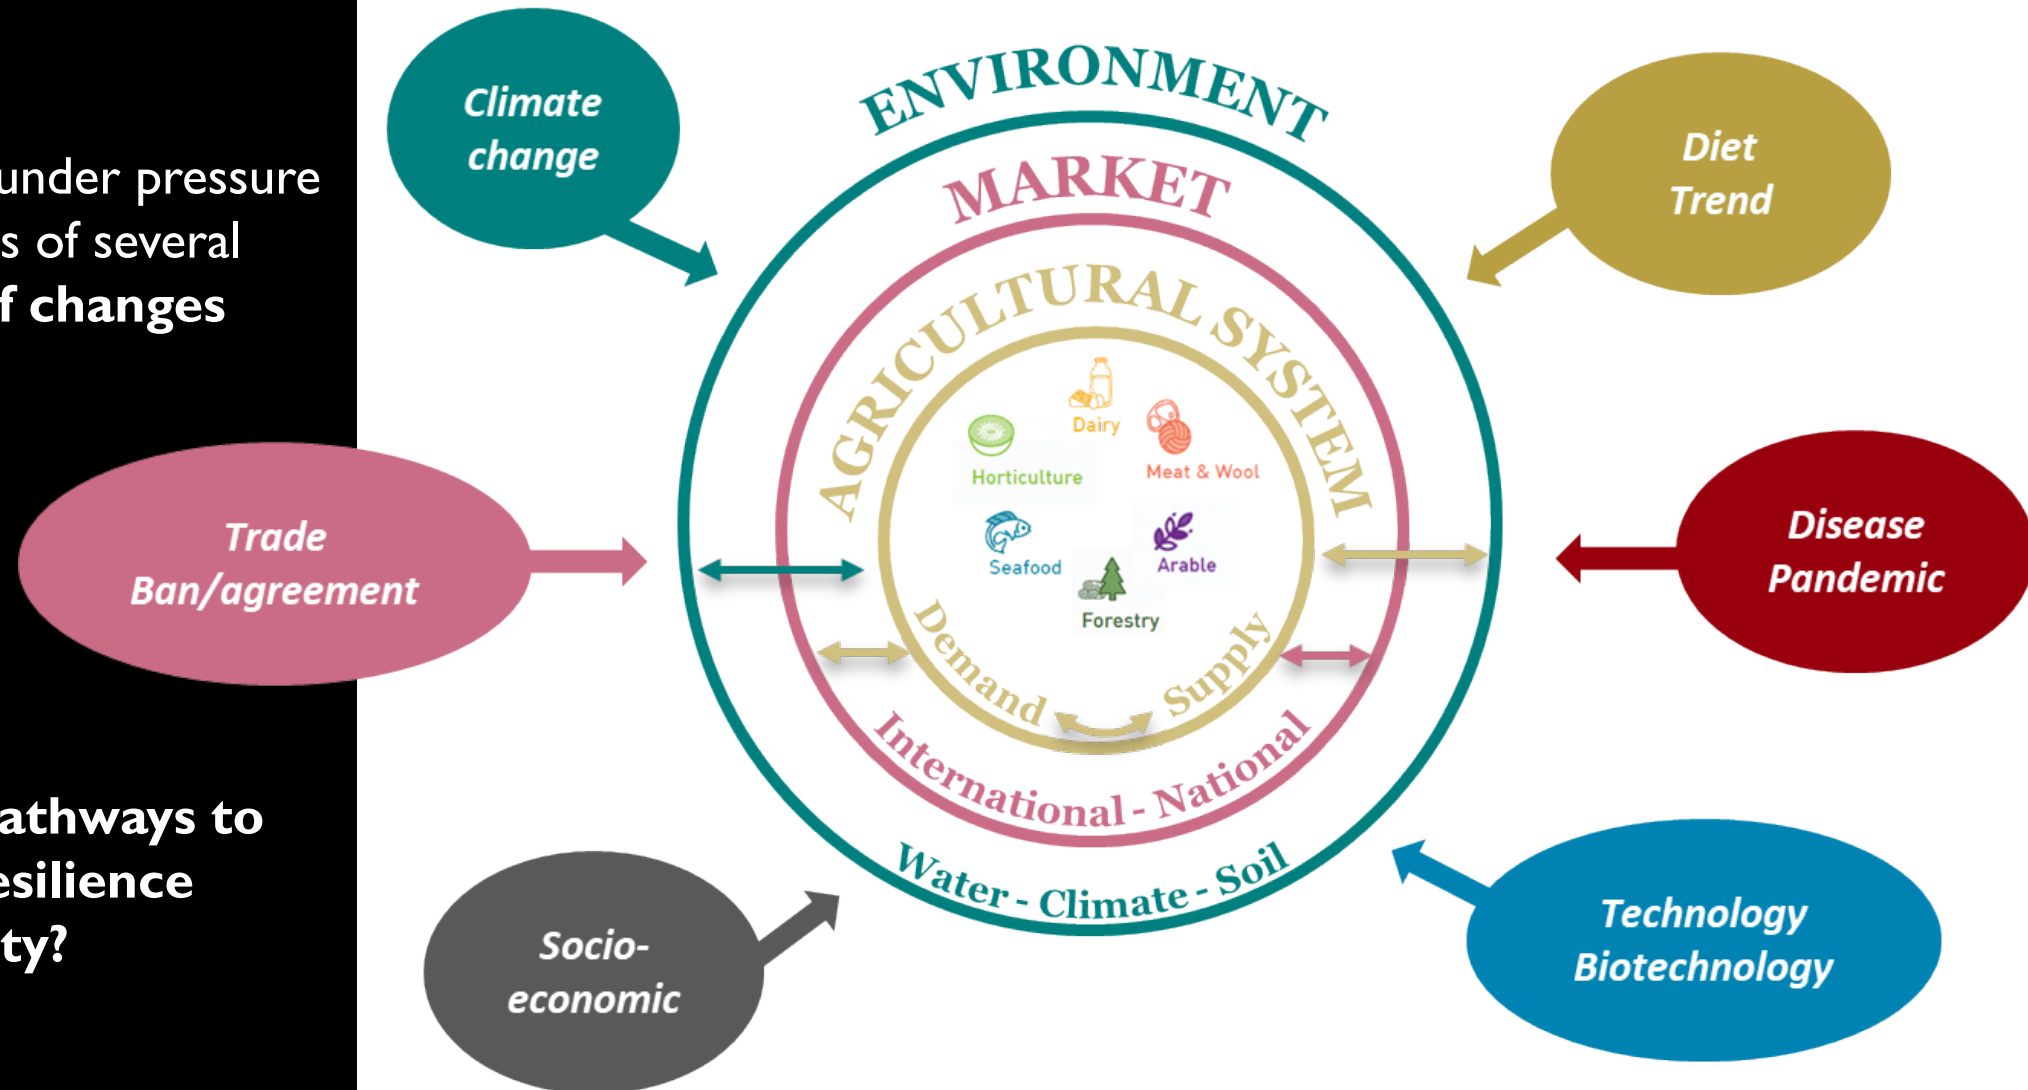 under pressure
s of several
f changes
athways to
esilience
ty?
Climate
change
Trade
Ban/agreement
Socio-
economic
ENVIRONMENT
MARKET
AGRICULTURAL SYSTEM
Dairy
Horticulture
Meat & Wool
Seafood
Arable
Forestry
Demand
Supply
International - National
Water - Climate - Soil
Diet
Trend
Disease
Pandemic
Technology
Biotechnology